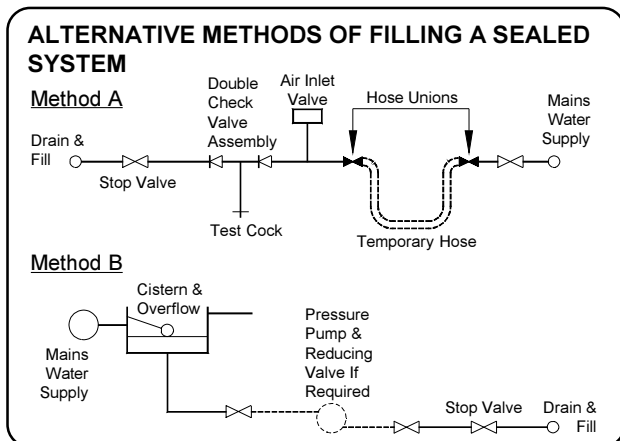 ALTERNATIVE METHODS OF FILLING A SEALED
SYSTEM
Method A
Double
Check
Valve
Assembly
Air Inlet
Valve
Hose Unions
Mains
Water
Supply
Drain &
Fill
Stop Valve
Test Cock
Temporary Hose
Method B
Cistern &
Overflow
Mains
Water
Supply
Pressure
Pump &
Reducing
Valve If
Required
Stop Valve
Drain &
Fill